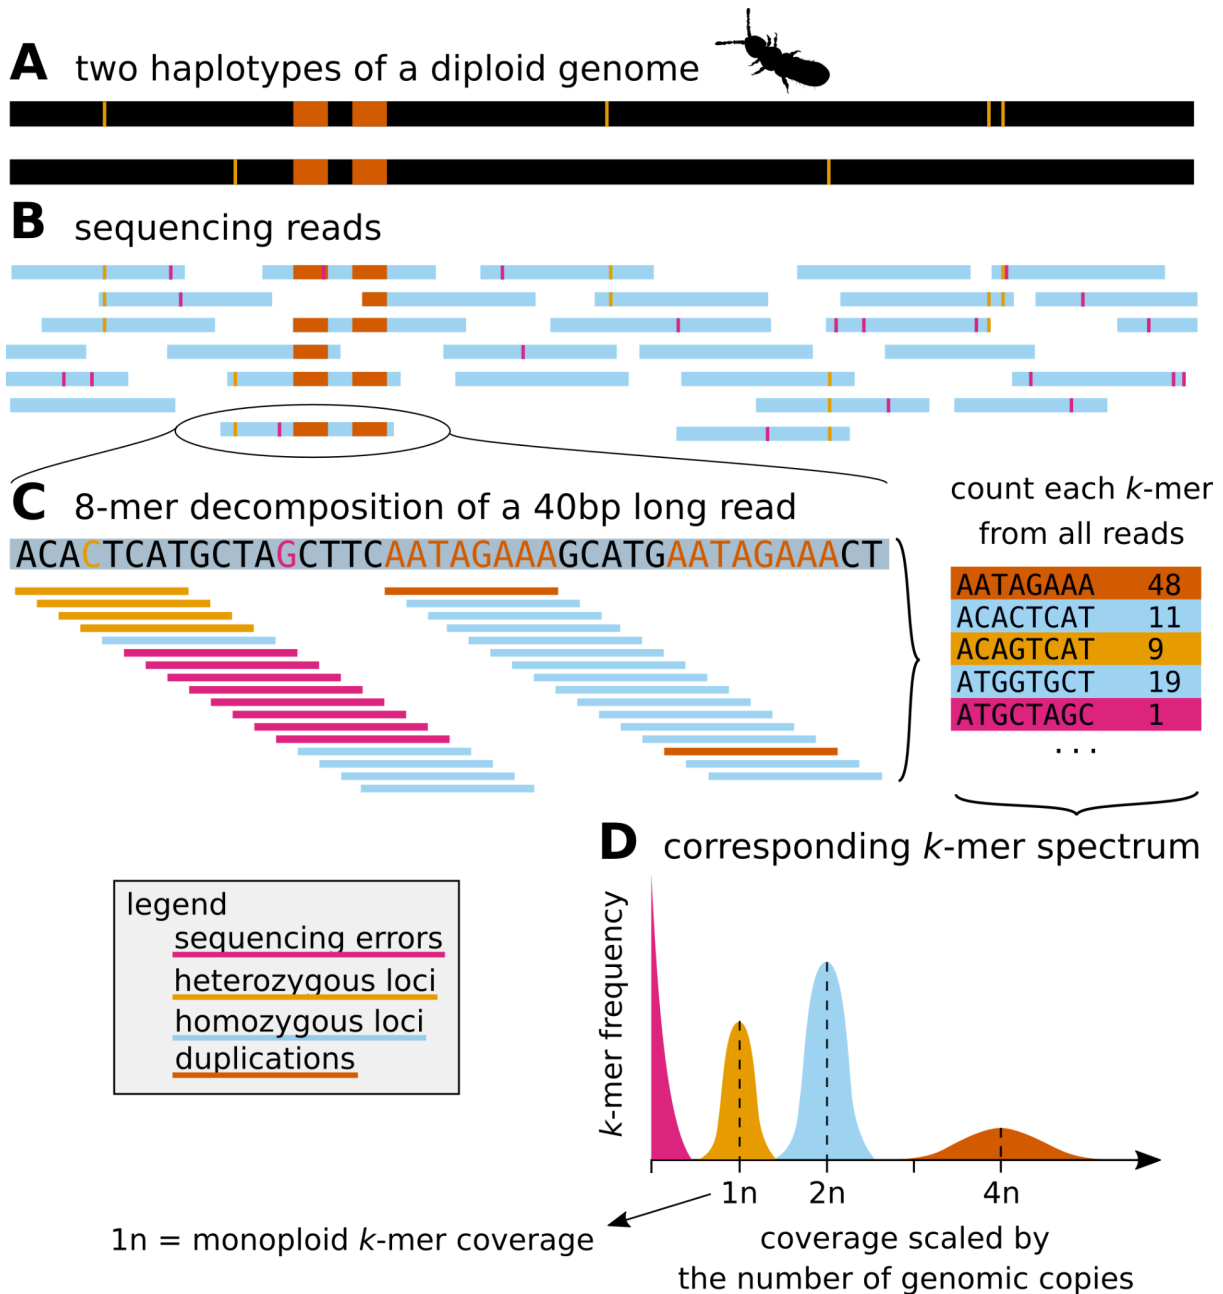 A two haplotypes of a diploid genome
B sequencing reads
C 8-mer decomposition of a 40bp long read
ACACTCATGCTAGCTTCAATAGAAAGCATGAATAGAAACT
count each k-mer
from all reads
AATAGAAA 48
ACACTCAT 11
ACAGTCAT 9
ATGGTGCT 19
ATGCTAGC 1
...
D corresponding k-mer spectrum
legend
sequencing errors
heterozygous loci
homozygous loci
duplications
k-mer frequency
1n 2n 4n
1n = monoploid k-mer coverage
coverage scaled by
the number of genomic copies